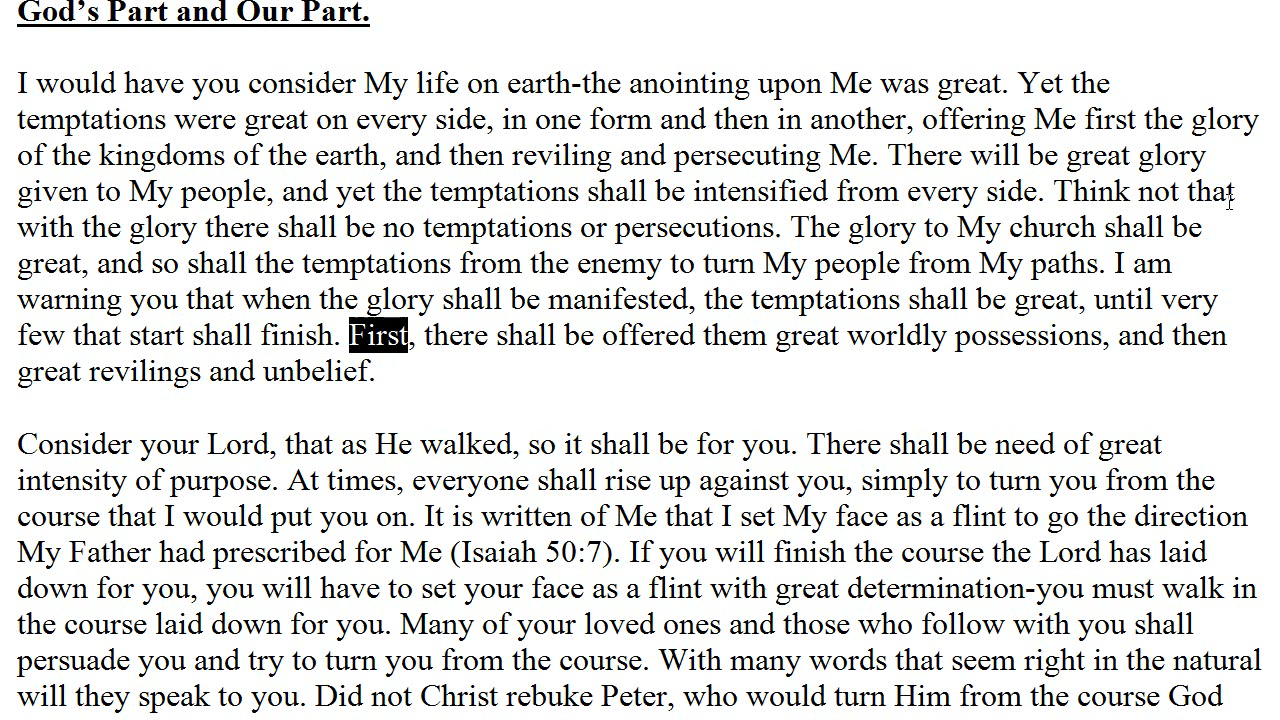 God’s Part and Our Part.
I would have you consider My life on earth-the anointing upon Me was great. Yet the
temptations were great on every side, in one form and then in another, offering Me first the glory
of the kingdoms of the earth, and then reviling and persecuting Me. There will be great glory
given to My people, and yet the temptations shall be intensified from every side. Think not that
with the glory there shall be no temptations or persecutions. The glory to My church shall be
great, and so shall the temptations from the enemy to turn My people from My paths. I am
warning you that when the glory shall be manifested, the temptations shall be great, until very
few that start shall finish. First, there shall be offered them great worldly possessions, and then
great revilings and unbelief.
Consider your Lord, that as He walked, so it shall be for you. There shall be need of great
intensity of purpose. At times, everyone shall rise up against you, simply to turn you from the
course that I would put you on. It is written of Me that I set My face as a flint to go the direction
My Father had prescribed for Me (Isaiah 50:7). If you will finish the course the Lord has laid
down for you, you will have to set your face as a flint with great determination-you must walk in
the course laid down for you. Many of your loved ones and those who follow with you shall
persuade you and try to turn you from the course. With many words that seem right in the natural
will they speak to you. Did not Christ rebuke Peter, who would turn Him from the course God